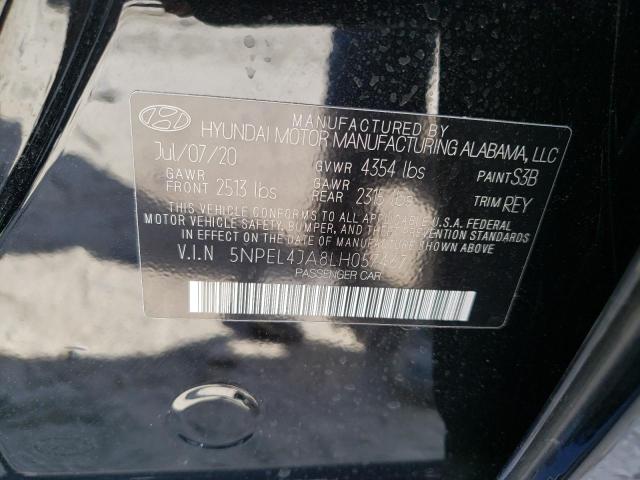 MANUFACTURED BY
HYUNDAI MOTOR MANUFACTURING ALABAMA, LLC
Jul/07/20 GVWR 4354 lbs PAINT S3B
GAWR FRONT 2513 lbs GAWR REAR lbs TRIM REY
THIS VEHICLE CONFORMS TO ALL APPLICABLE U.S.A. FEDERAL
MOTOR VEHICLE SAFETY, BUMPER, AND THEFT PREVENTION STANDARDS
IN EFFECT ON THE DATE OF MANUFACTURE SHOWN ABOVE.
V.I.N
PASSENGER CAR